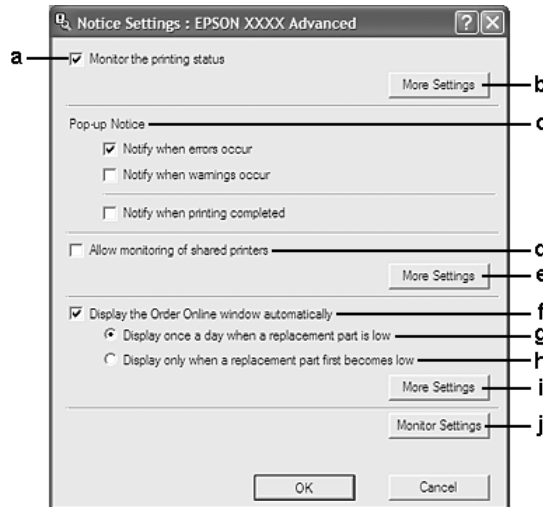 Notice Settings : EPSON XXXX Advanced
a
Monitor the printing status
More Settings
b
Pop-up Notice
c
Notify when errors occur
Notify when warnings occur
Notify when printing completed
Allow monitoring of shared printers
d
More Settings
e
Display the Order Online window automatically
f
Display once a day when a replacement part is low
g
Display only when a replacement part first becomes low
h
More Settings
i
Monitor Settings
j
OK
Cancel